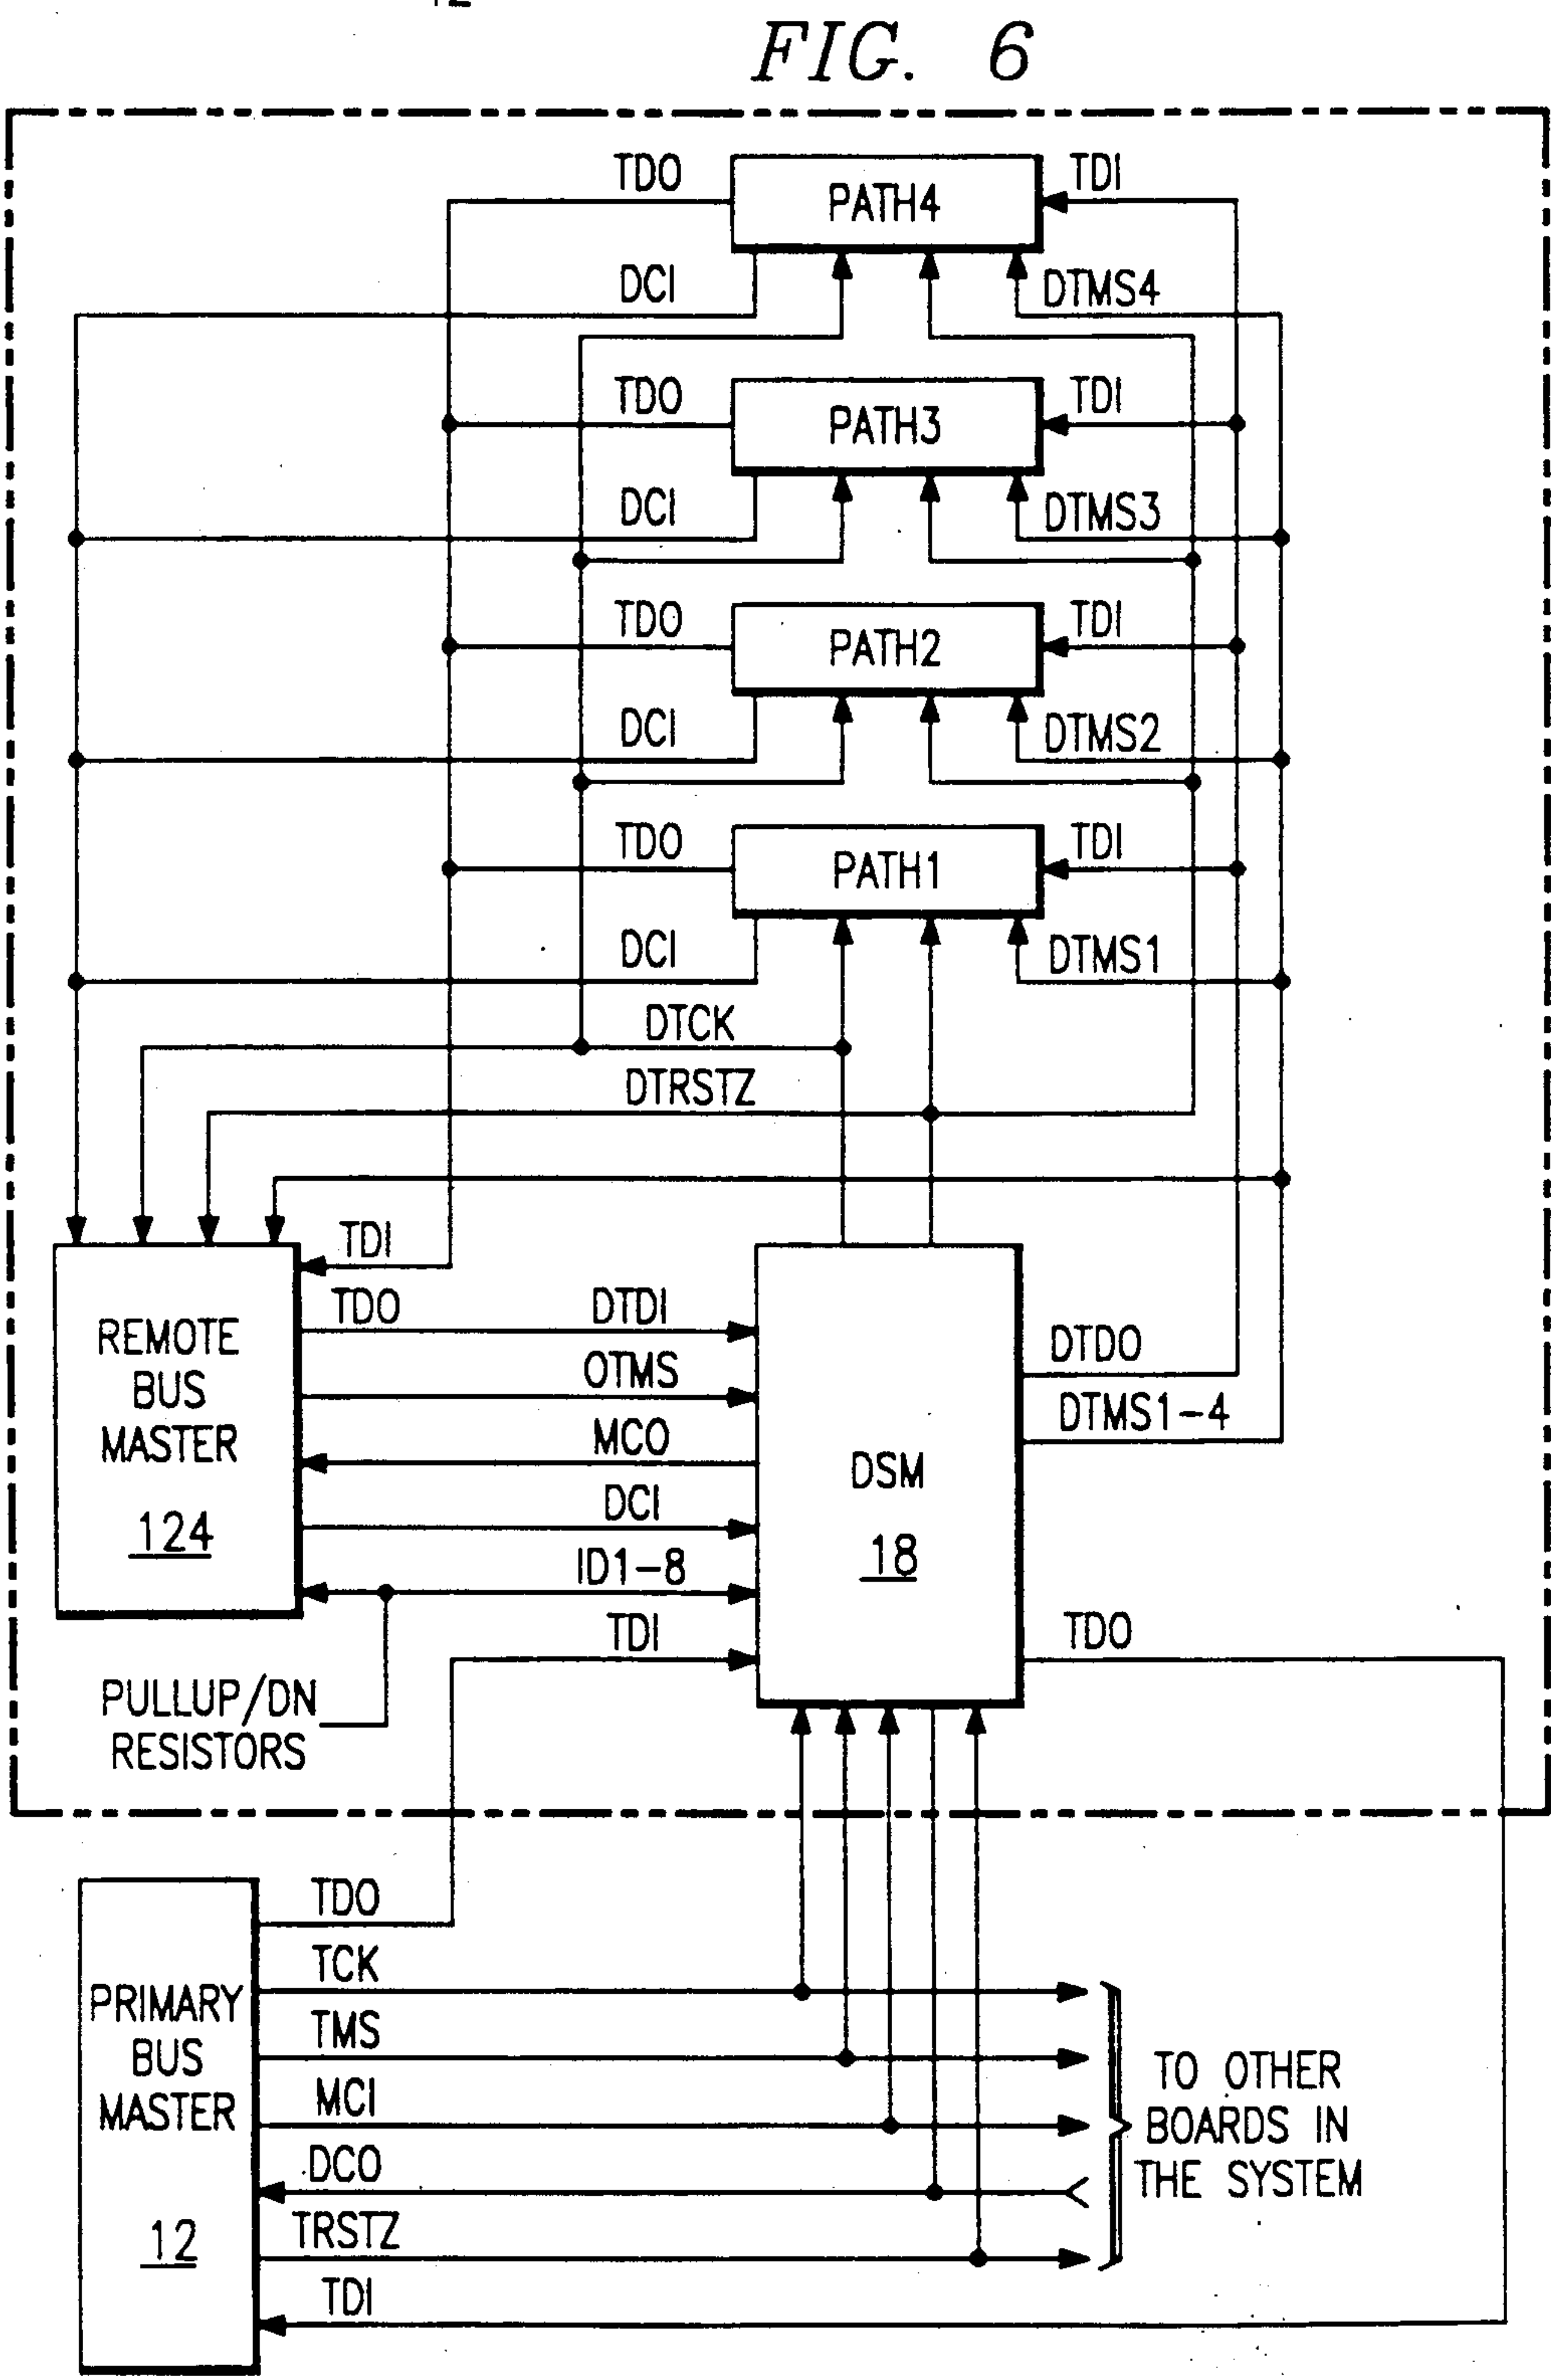 FIG. 6
TDO PATH4 TDI
DCI DTMS4
TDO PATH3 TDI
DCI DTMS3
TDO PATH2 TDI
DCI DTMS2
TDO PATH1 TDI
DCI DTMS1
DTCK
DTRSTZ
TDI
TDO DTDI
REMOTE
BUS
MASTER
124
OTMS
MCO
DCI
ID1-8
TDI
DSM
18
DTDO
DTMS1-4
TDO
PULLUP/DN
RESISTORS
PRIMARY
BUS
MASTER
12
TDO
TCK
TMS
MCI
DCO
TRSTZ
TDI
TO OTHER
BOARDS IN
THE SYSTEM